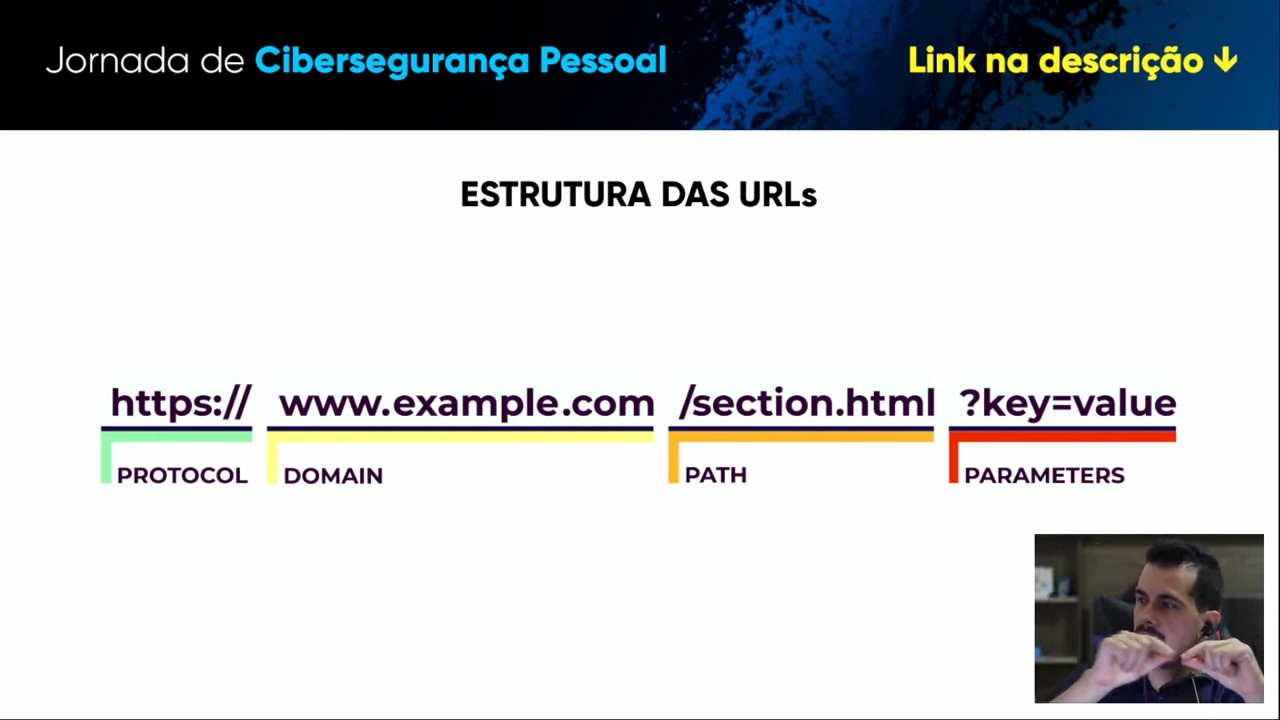 Jornada de Cibersegurança Pessoal
Link na descrição ↓
ESTRUTURA DAS URLs
https:// www.example.com /section.html ?key=value
PROTOCOL DOMAIN PATH PARAMETERS